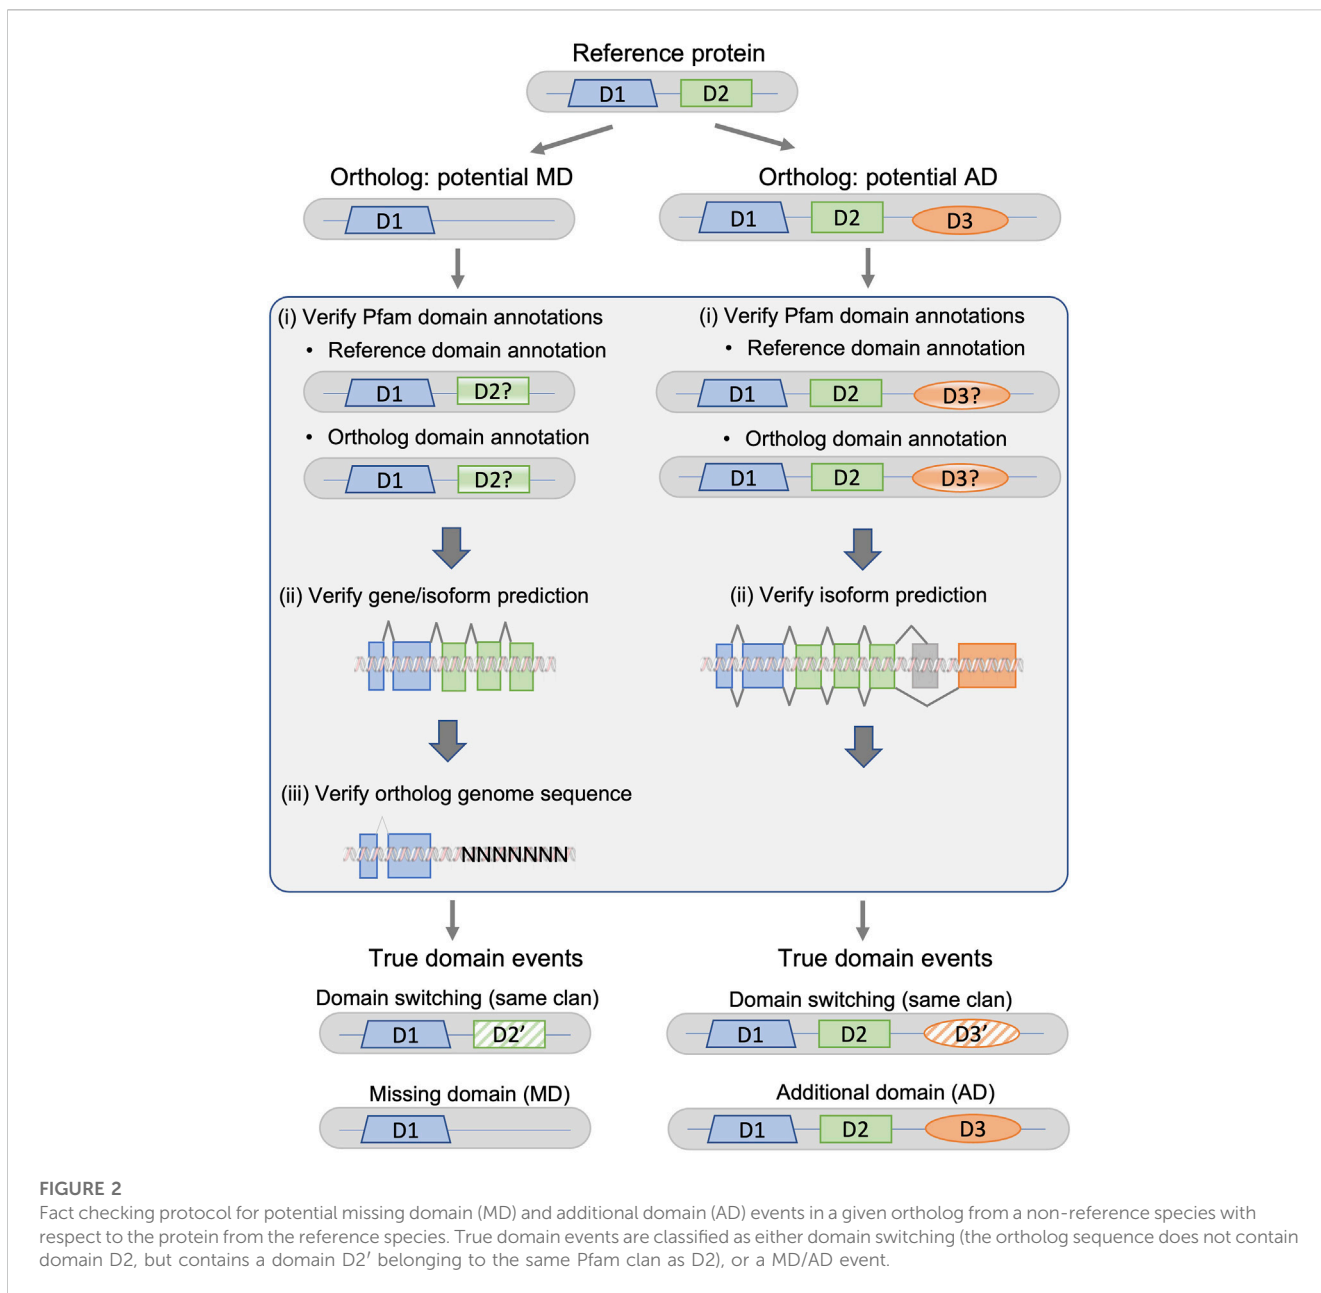 Reference protein
D1 D2
Ortholog: potential MD
D1
Ortholog: potential AD
D1 D2 D3
(i) Verify Pfam domain annotations
• Reference domain annotation
D1 D2?
• Ortholog domain annotation
D1 D2?
(ii) Verify gene/isoform prediction
(iii) Verify ortholog genome sequence
NNNNNNN
(i) Verify Pfam domain annotations
• Reference domain annotation
D1 D2 D3?
• Ortholog domain annotation
D1 D2 D3?
(ii) Verify isoform prediction
True domain events
Domain switching (same clan)
D1 D2′
Missing domain (MD)
D1
True domain events
Domain switching (same clan)
D1 D2 D3′
Additional domain (AD)
D1 D2 D3
FIGURE 2
Fact checking protocol for potential missing domain (MD) and additional domain (AD) events in a given ortholog from a non-reference species with
respect to the protein from the reference species. True domain events are classified as either domain switching (the ortholog sequence does not contain
domain D2, but contains a domain D2′ belonging to the same Pfam clan as D2), or a MD/AD event.